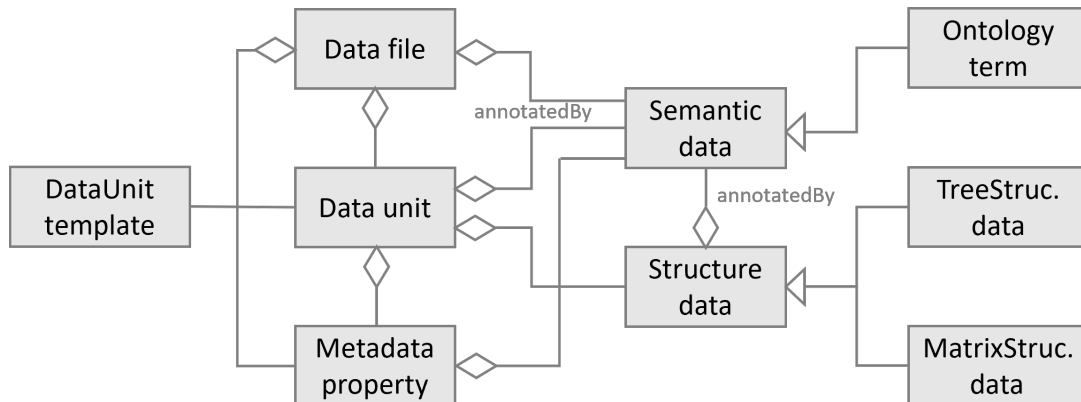 Data file
Ontology
term
annotatedBy
Semantic
data
DataUnit
template
Data unit
annotatedBy
TreeStruc.
data
Structure
data
Metadata
property
MatrixStruc.
data